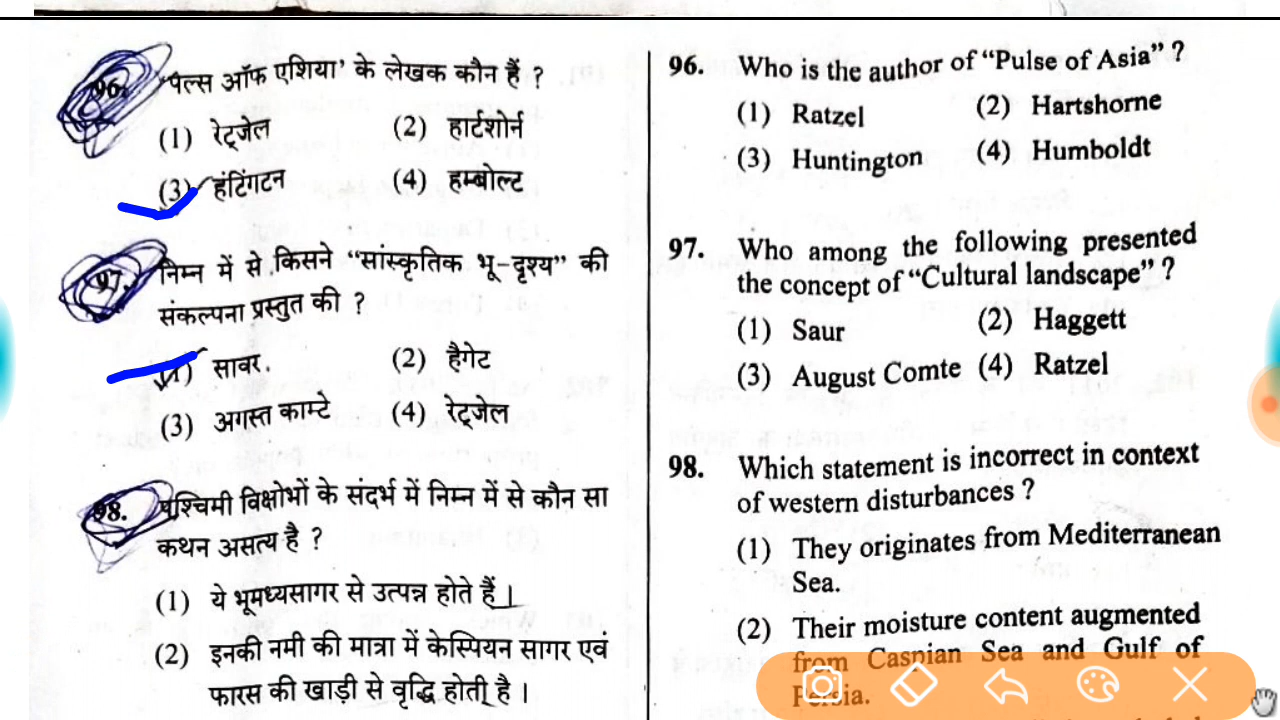 96. 'पल्स ऑफ एशिया' के लेखक कौन हैं ?
(1) रेट्जेल (2) हार्टशोर्न
(3) हंटिंगटन (4) हम्बोल्ट
97. निम्न में से किसने “सांस्कृतिक भू-दृश्य” की
संकल्पना प्रस्तुत की ?
(1) सावर. (2) हैगेट
(3) अगस्त काम्टे (4) रेट्जेल
98. पश्चिमी विक्षोभों के संदर्भ में निम्न में से कौन सा
कथन असत्य है ?
(1) ये भूमध्यसागर से उत्पन्न होते हैं ।
(2) इनकी नमी की मात्रा में केस्पियन सागर एवं
फारस की खाड़ी से वृद्धि होती है ।
96. Who is the author of “Pulse of Asia” ?
(1) Ratzel (2) Hartshorne
(3) Huntington (4) Humboldt
97. Who among the following presented
the concept of “Cultural landscape” ?
(1) Saur (2) Haggett
(3) August Comte (4) Ratzel
98. Which statement is incorrect in context
of western disturbances ?
(1) They originates from Mediterranean
Sea.
(2) Their moisture content augmented
from Caspian Sea and Gulf of
Persia.